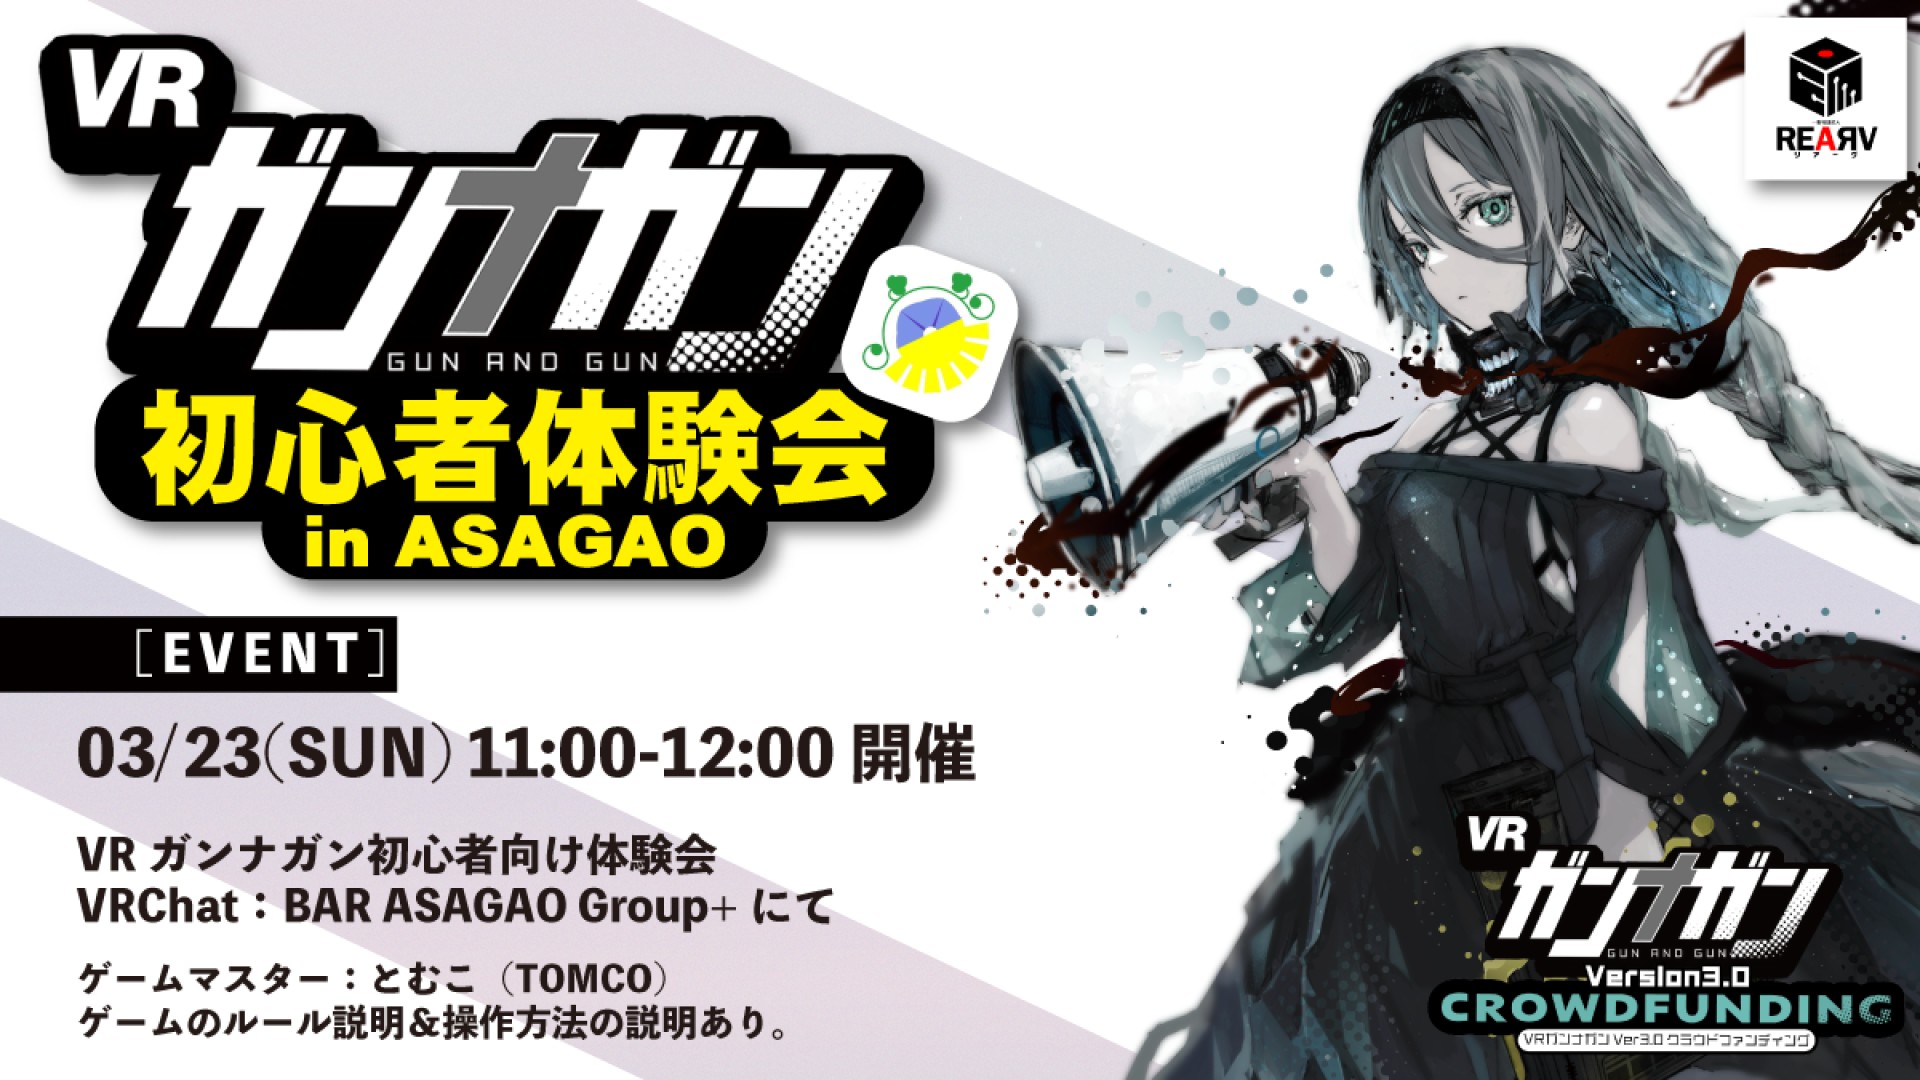 VR
ガンナガン
GUN AND GUN
初心者体験会
in ASAGAO
REARV
リアーヴ
[EVENT]
03/23(SUN) 11:00-12:00 開催
VR ガンナガン初心者向け体験会
VRChat：BAR ASAGAO Group+ にて
ゲームマスター：とむこ（TOMCO）
ゲームのルール説明＆操作方法の説明あり。
VR
ガンナガン
GUN AND GUN
Version3.0
CROWDFUNDING
VRガンナガン Ver3.0 クラウドファンディング